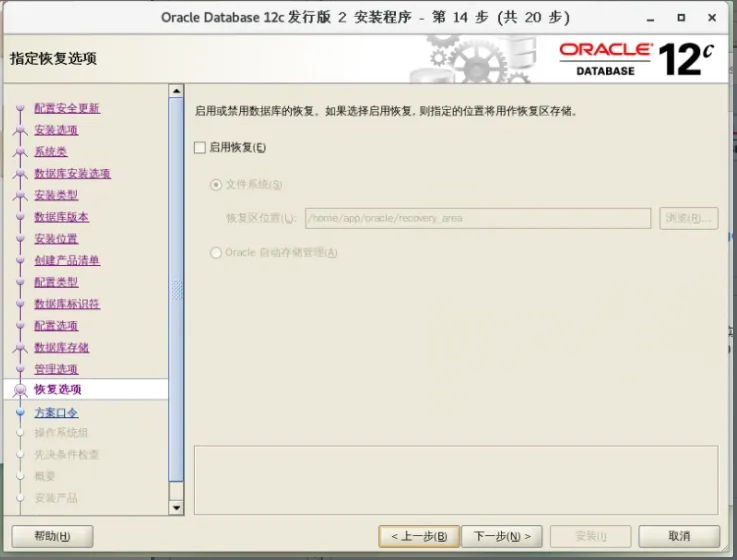 Oracle Database 12c 发行版 2 安装程序 - 第 14 步 (共 20 步)
指定恢复选项
ORACLE
DATABASE
12c
配置安全更新
安装选项
系统类
数据库安装选项
安装类型
数据库版本
安装位置
创建产品清单
配置类型
数据库标识符
配置选项
数据库存储
管理选项
恢复选项
方案口令
操作系统组
先决条件检查
概要
安装产品
启用或禁用数据库的恢复。如果选择启用恢复, 则指定的位置将用作恢复区存储。
启用恢复(E)
文件系统(S)
恢复区位置(L): /home/app/oracle/recovery_area 浏览(R)...
Oracle 自动存储管理(A)
帮助(H) < 上一步(B) 下一步(N) > 安装(I) 取消